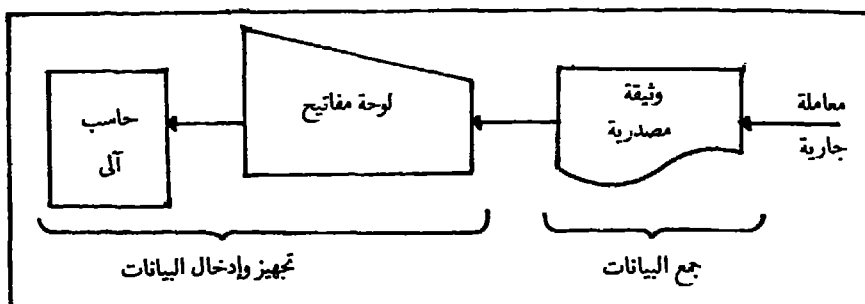 معاملة
جارية
وثيقة
مصدرية
لوحة مفاتيح
حاسب
آلى
جمع البيانات
تجهيز وإدخال البيانات